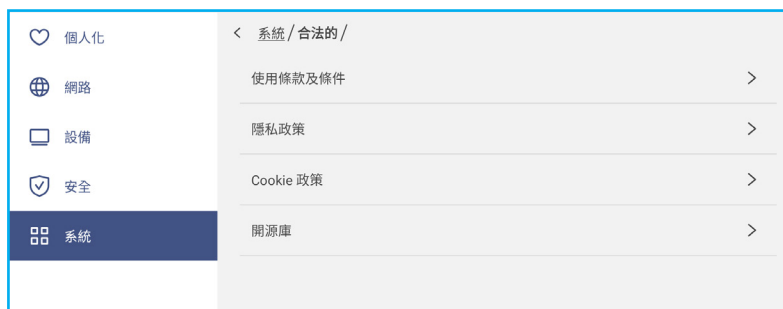 個人化
網路
設備
安全
系統
< 系統 / 合法的 /
使用條款及條件
隱私政策
Cookie 政策
開源庫